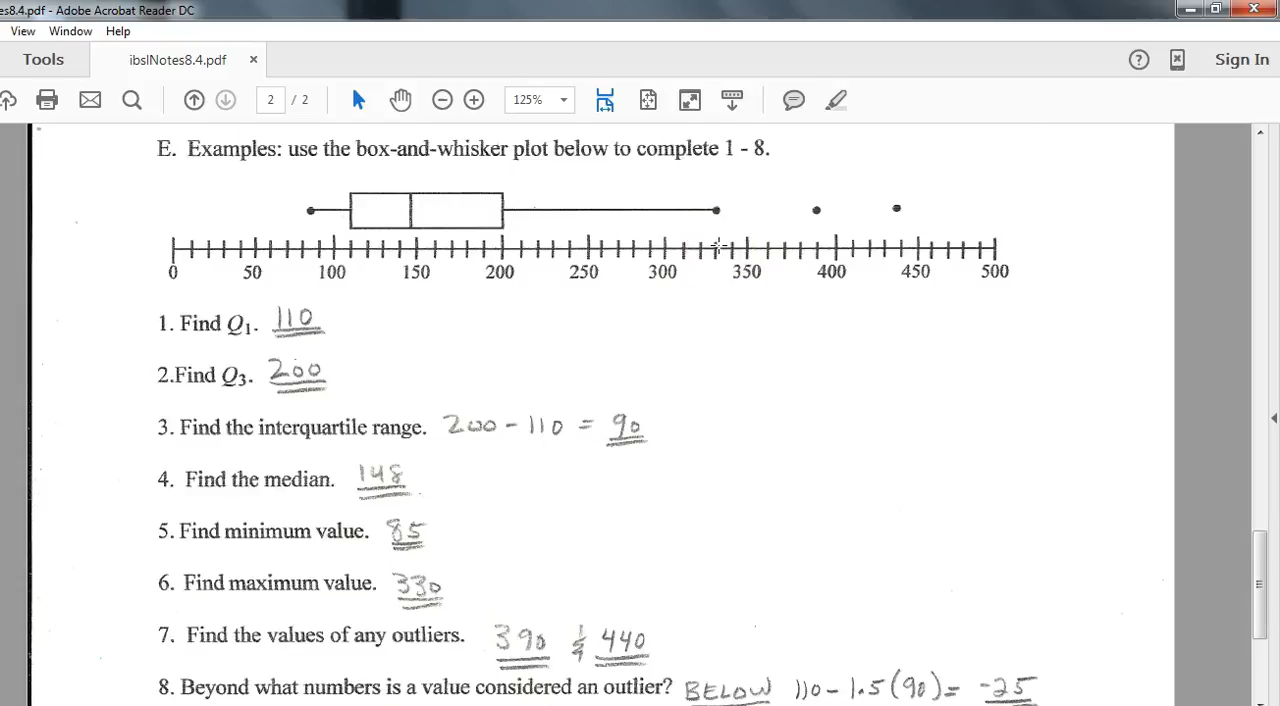 es8.4.pdf - Adobe Acrobat Reader DC
View Window Help
Tools ibslNotes8.4.pdf × Sign In
2 / 2 125%
E. Examples: use the box-and-whisker plot below to complete 1 - 8.
0 50 100 150 200 250 300 350 400 450 500
1. Find Q₁. 110
2.Find Q₃. 200
3. Find the interquartile range. 200 - 110 = 90
4. Find the median. 148
5. Find minimum value. 85
6. Find maximum value. 330
7. Find the values of any outliers. 390 & 440
8. Beyond what numbers is a value considered an outlier? BELOW 110 - 1.5(90) = -25